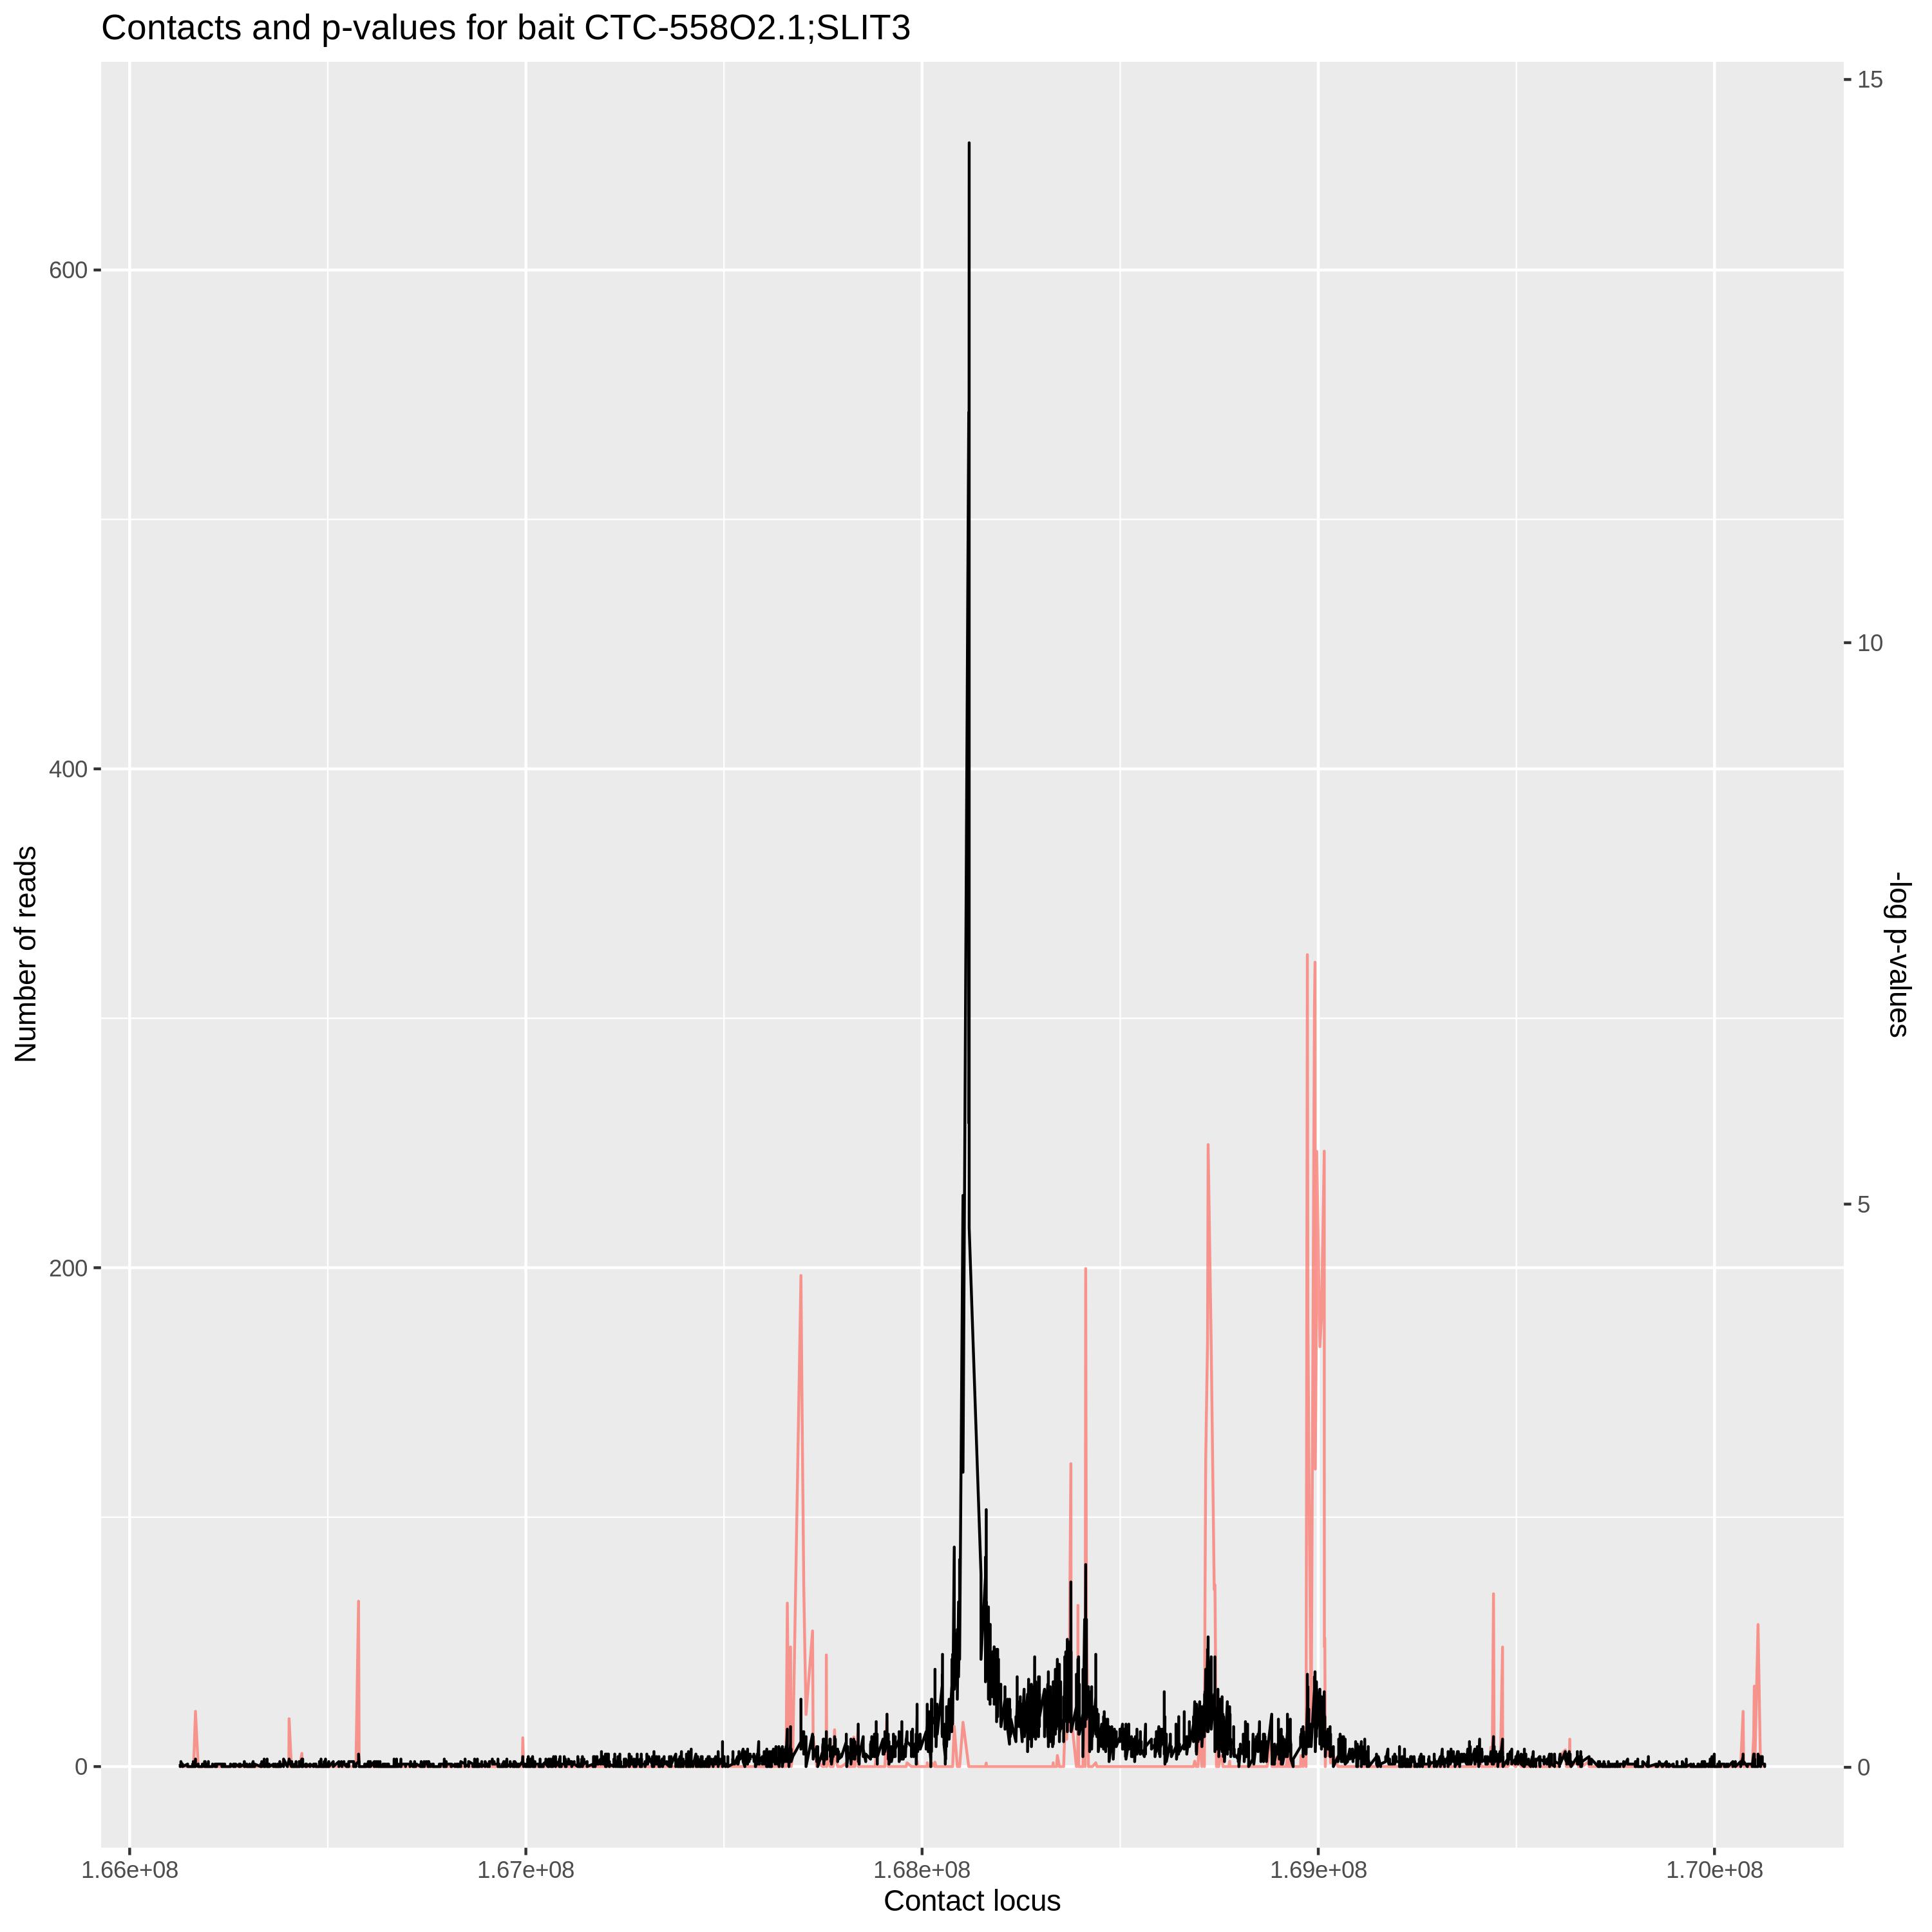 Contacts and p-values for bait CTC-558O2.1;SLIT3
15
600
10
400
Number of reads
-log p-values
5
200
0
0
1.66e+08
1.67e+08
1.68e+08
1.69e+08
1.70e+08
Contact locus